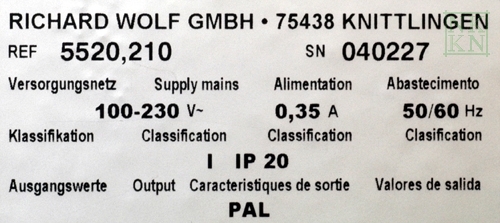 RICHARD WOLF GMBH • 75438 KNITTLINGEN
REF 5520,210 SN 040227
Versorgungsnetz Supply mains Alimentation Abastecimento
100-230 V~ 0,35 A 50/60 Hz
Klassifikation Classification Classification Clasification
I IP 20
Ausgangswerte Output Caracteristiques de sortie Valores de salida
PAL